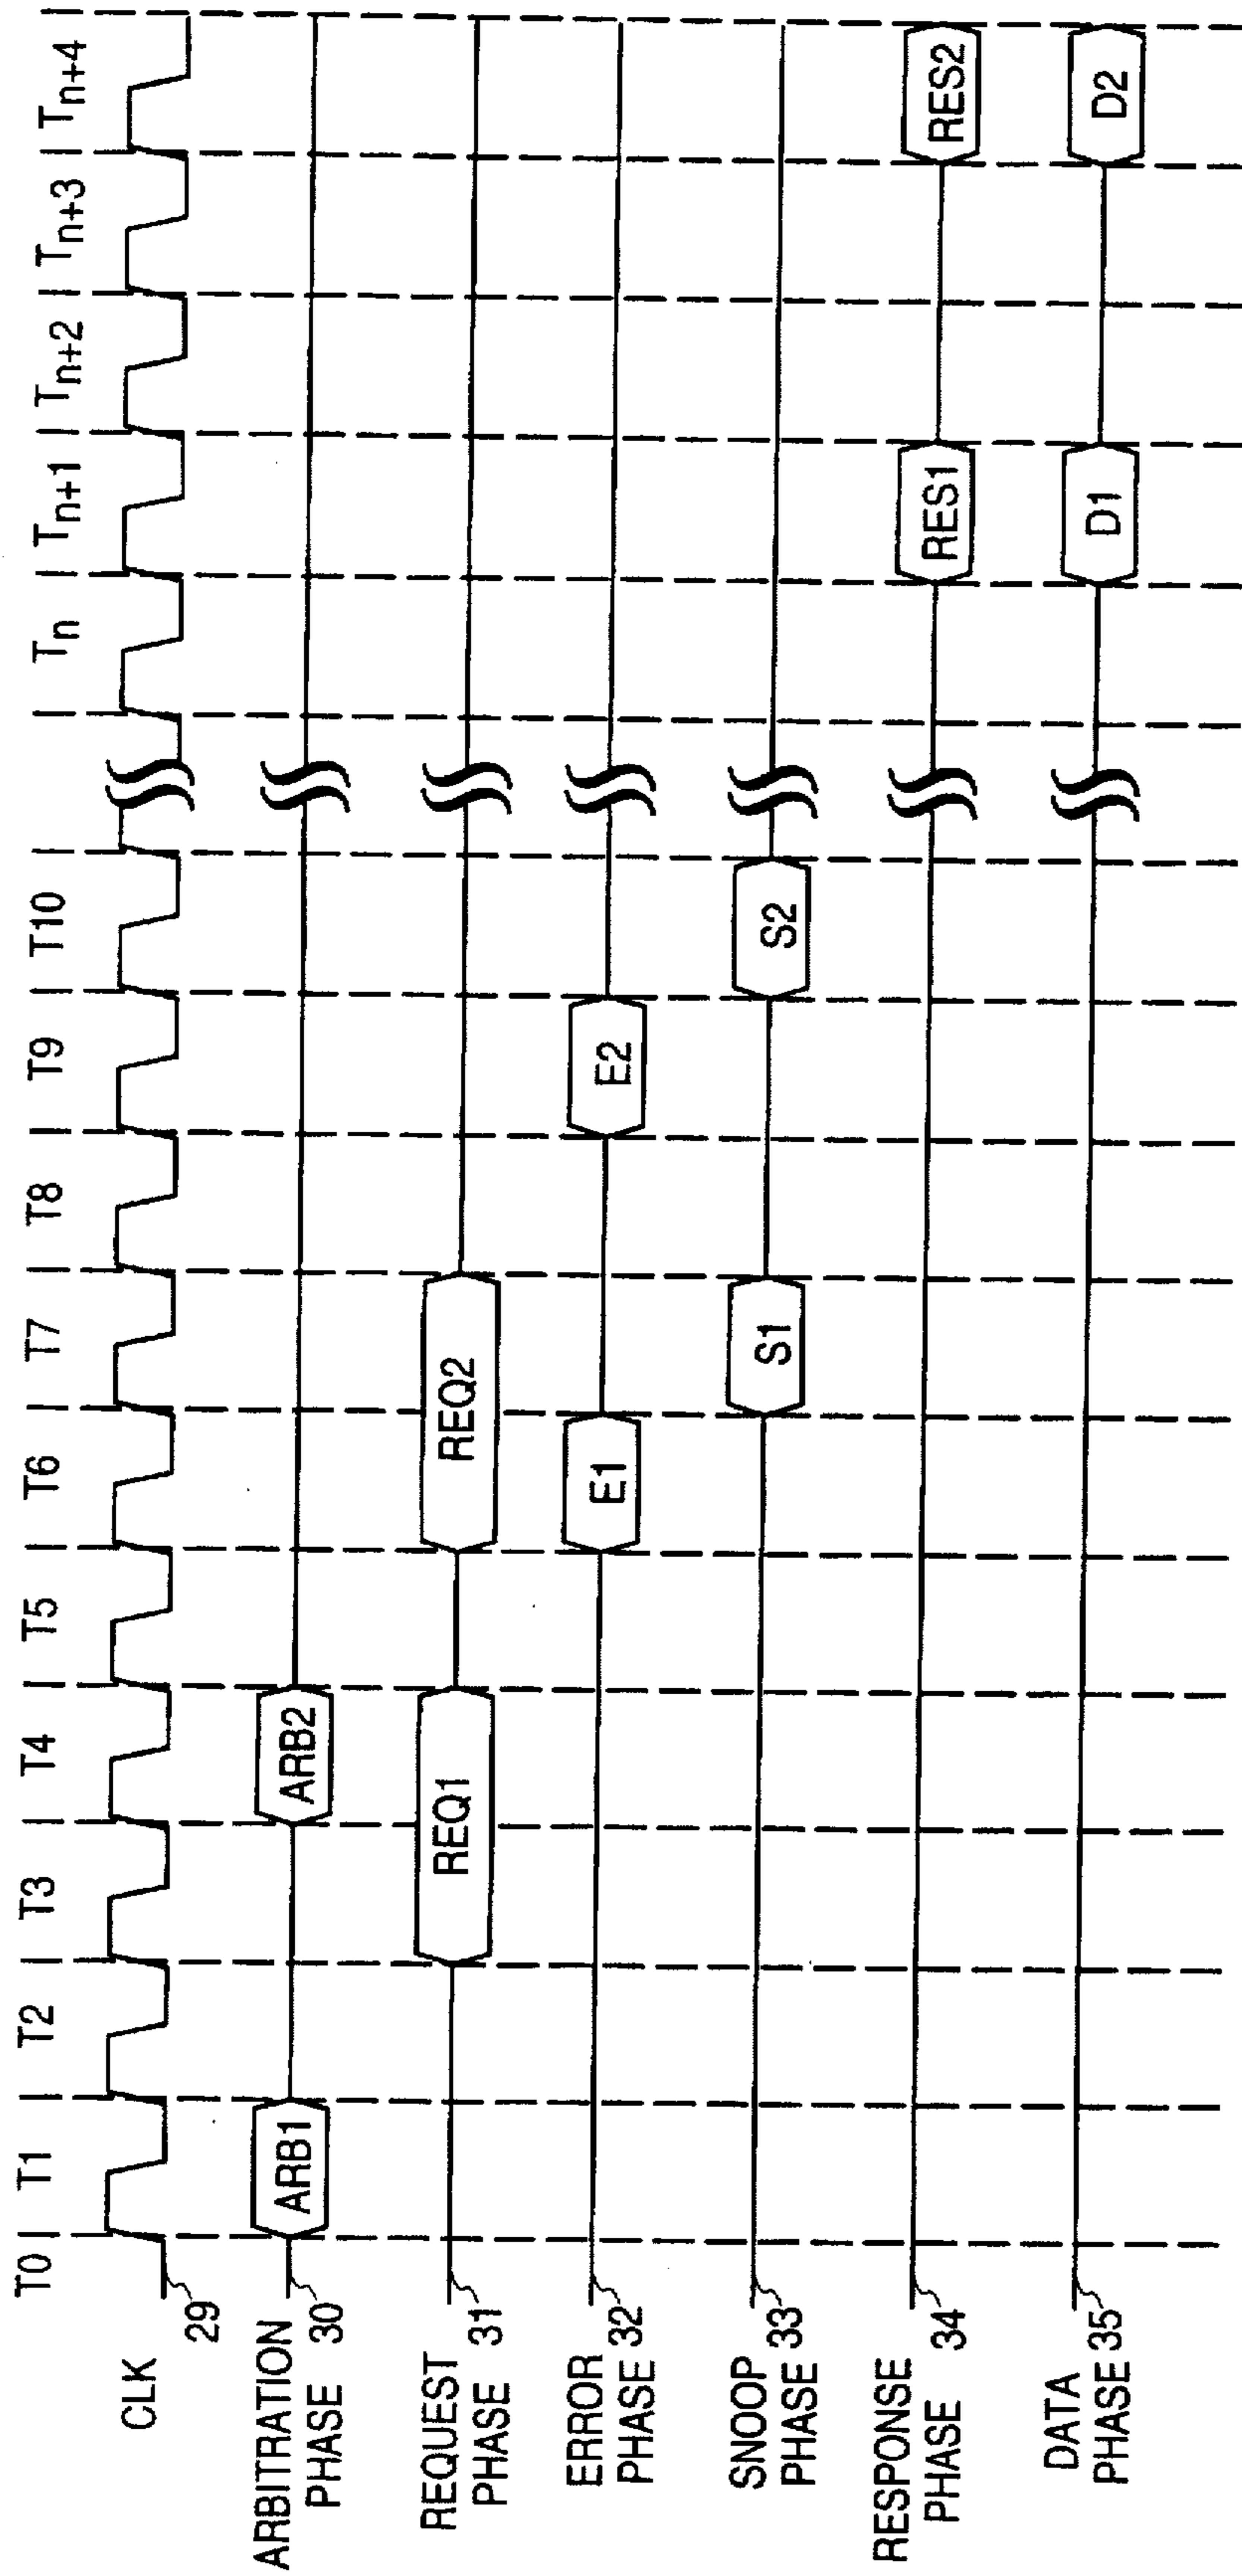 T0 T1 T2 T3 T4 T5 T6 T7 T8 T9 T10 Tn Tn+1 Tn+2 Tn+3 Tn+4
CLK
29
ARBITRATION
PHASE 30
ARB1 ARB2
REQUEST
PHASE 31
REQ1 REQ2
ERROR
PHASE 32
E1 E2
SNOOP
PHASE 33
S1 S2
RESPONSE
PHASE 34
RES1 RES2
DATA
PHASE 35
D1 D2